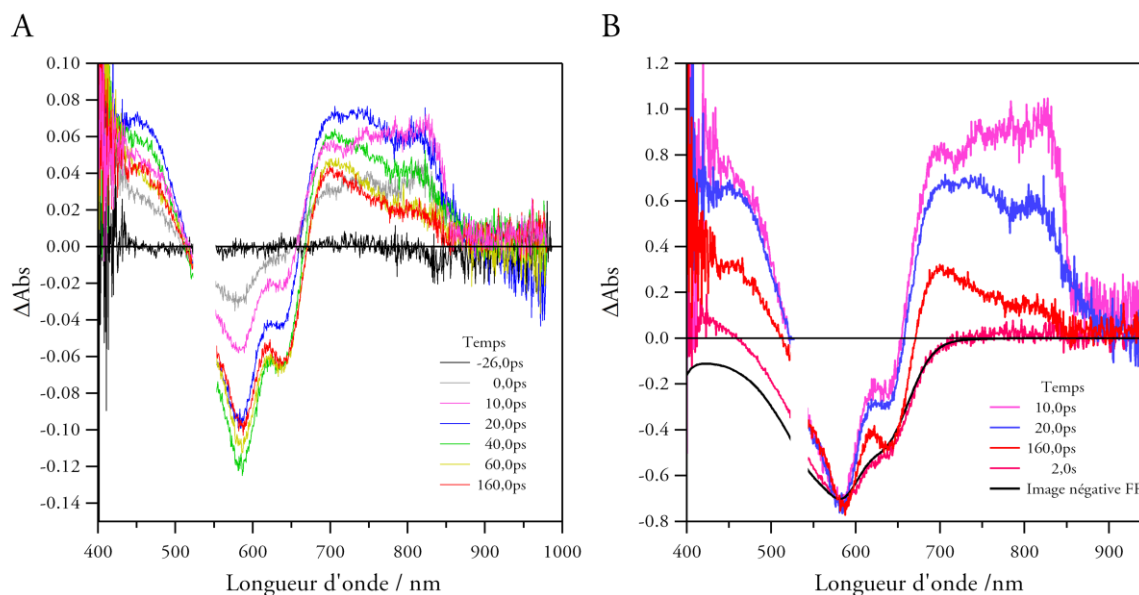 A
0.10
0.08
0.06
0.04
0.02
0.00
-0.02
-0.04
-0.06
-0.08
-0.10
-0.12
-0.14
ΔAbs
Temps
-26,0ps
0,0ps
10,0ps
20,0ps
40,0ps
60,0ps
160,0ps
400 500 600 700 800 900 1000
Longueur d'onde / nm
B
1.2
1.0
0.8
0.6
0.4
0.2
0.0
-0.2
-0.4
-0.6
-0.8
ΔAbs
Temps
10,0ps
20,0ps
160,0ps
2,0s
Image négative FF
400 500 600 700 800 900
Longueur d'onde /nm